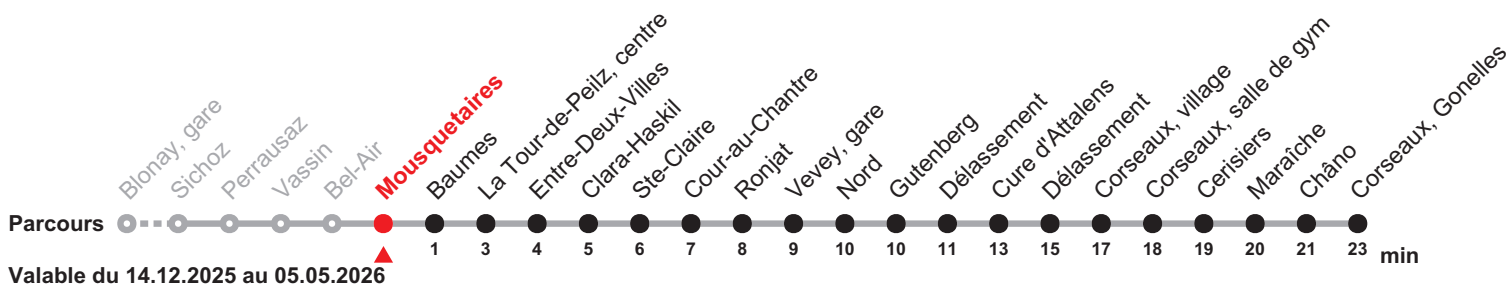 Blonay, gare
Sichoz
Perrausaz
Vassin
Bel-Air
Mousquetaires
Baumes
La Tour-de-Peilz, centre
Entre-Deux-Villes
Clara-Haskil
Ste-Claire
Cour-au-Chantre
Ronjat
Vevey, gare
Nord
Gutenberg
Délassement
Cure d'Attalens
Délassement
Corseaux, village
Corseaux, salle de gym
Cerisiers
Maraîche
Châno
Corseaux, Gonelles
Parcours
1 3 4 5 6 7 8 9 10 10 11 13 15 17 18 19 20 21 23 min
Valable du 14.12.2025 au 05.05.2026